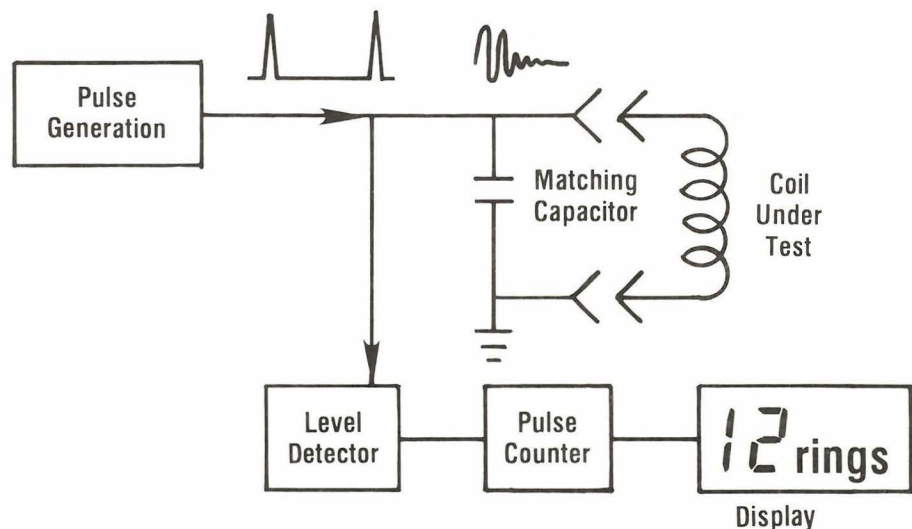 Pulse
Generation
Matching
Capacitor
Coil
Under
Test
Level
Detector
Pulse
Counter
12 rings
Display